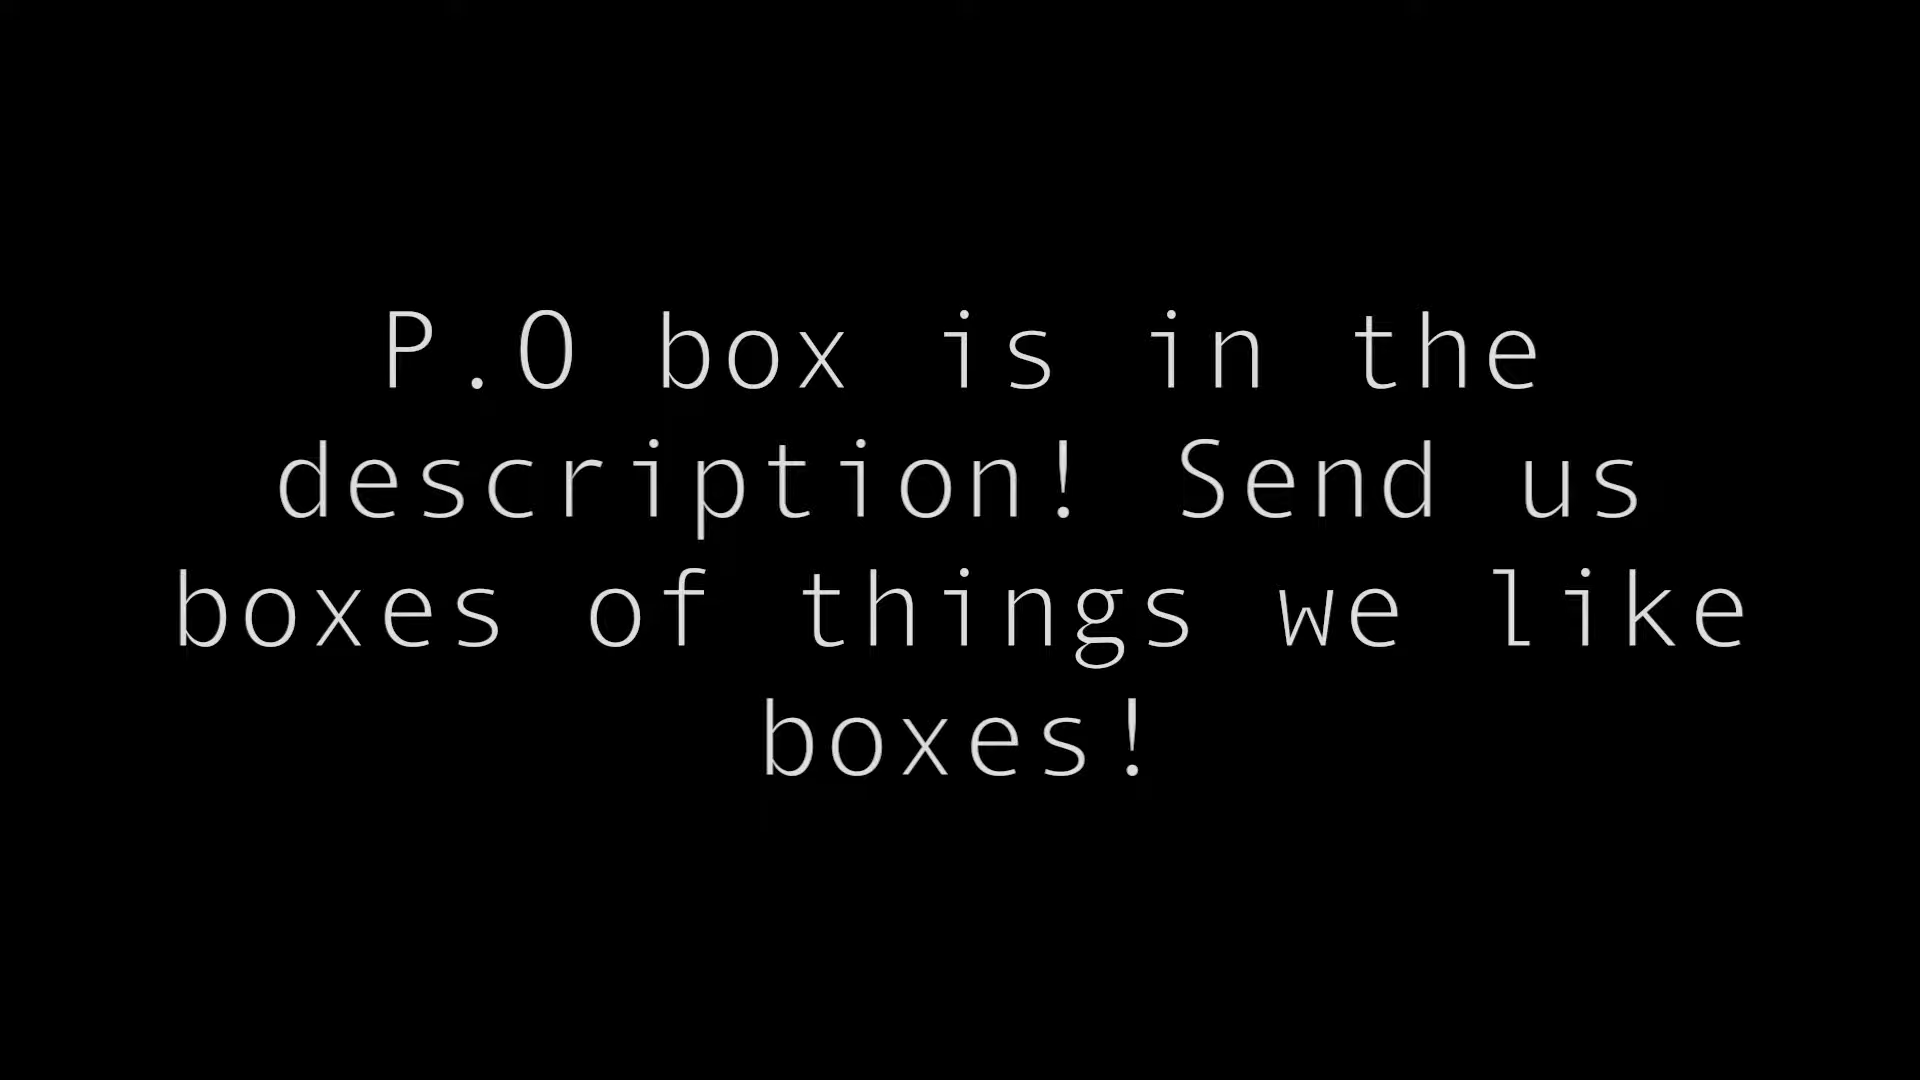 P.O box is in the
description! Send us
boxes of things we like
boxes!